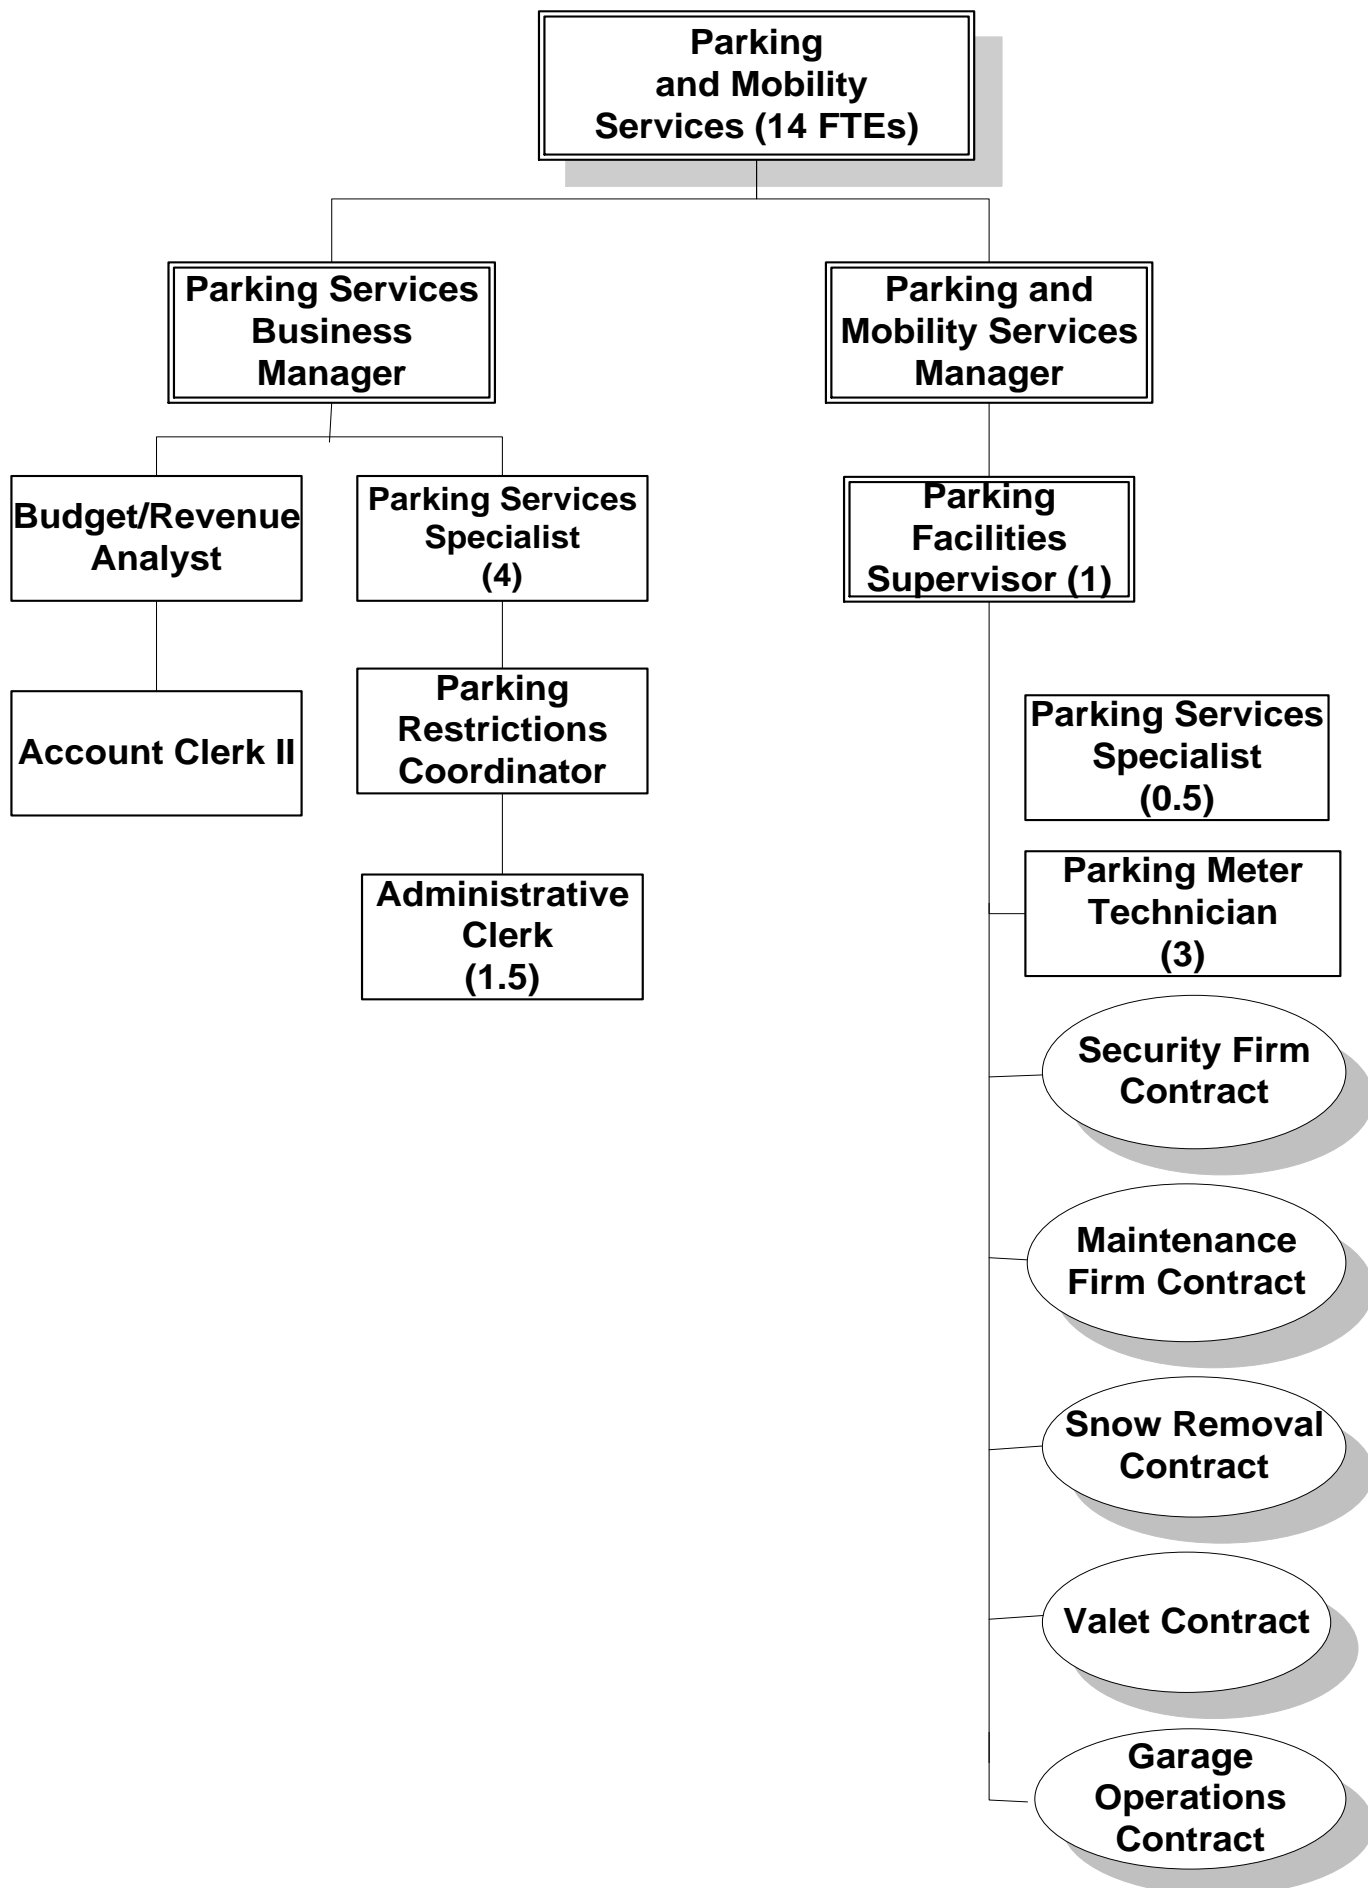 Parking
and Mobility
Services (14 FTEs)
Parking Services
Business
Manager
Parking and
Mobility Services
Manager
Budget/Revenue
Analyst
Parking Services
Specialist
(4)
Parking
Facilities
Supervisor (1)
Account Clerk II
Parking
Restrictions
Coordinator
Parking Services
Specialist
(0.5)
Administrative
Clerk
(1.5)
Parking Meter
Technician
(3)
Security Firm
Contract
Maintenance
Firm Contract
Snow Removal
Contract
Valet Contract
Garage
Operations
Contract